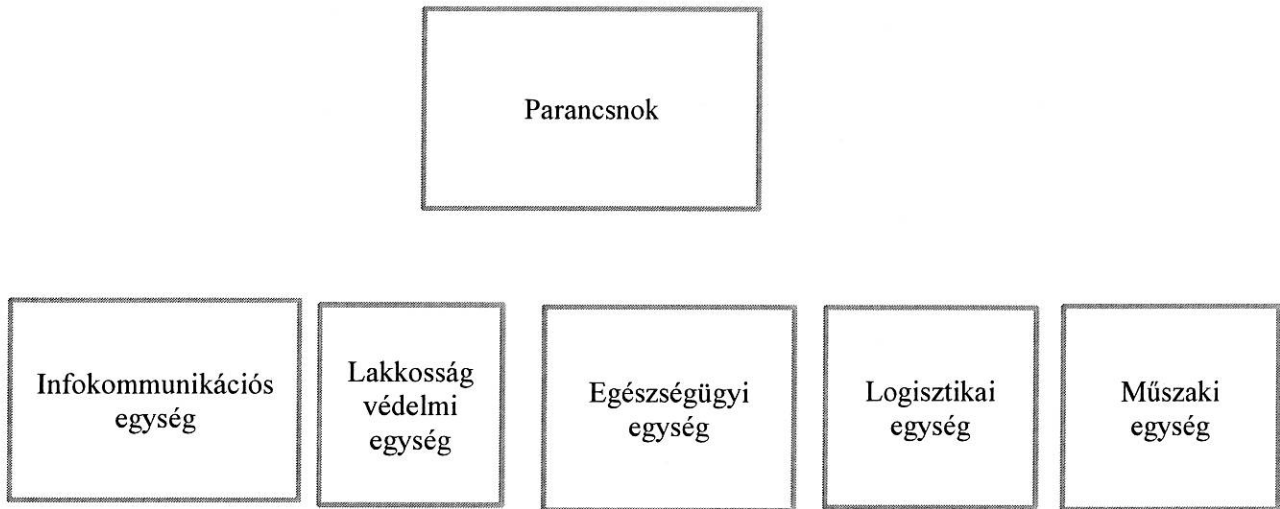 Parancsnok
Infokommunikációs
egység
Lakkosság
védelmi
egység
Egészségügyi
egység
Logisztikai
egység
Műszaki
egység